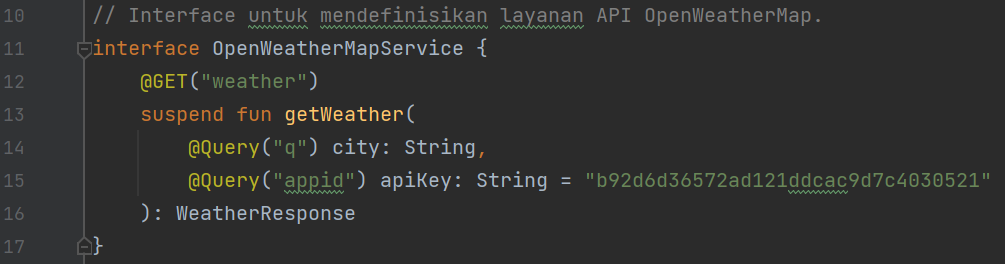 10 // Interface untuk mendefinisikan layanan API OpenWeatherMap.
11 interface OpenWeatherMapService {
12 @GET("weather")
13 suspend fun getWeather(
14 @Query("q") city: String,
15 @Query("appid") apiKey: String = "b92d6d36572ad121ddcac9d7c4030521"
16 ): WeatherResponse
17 }